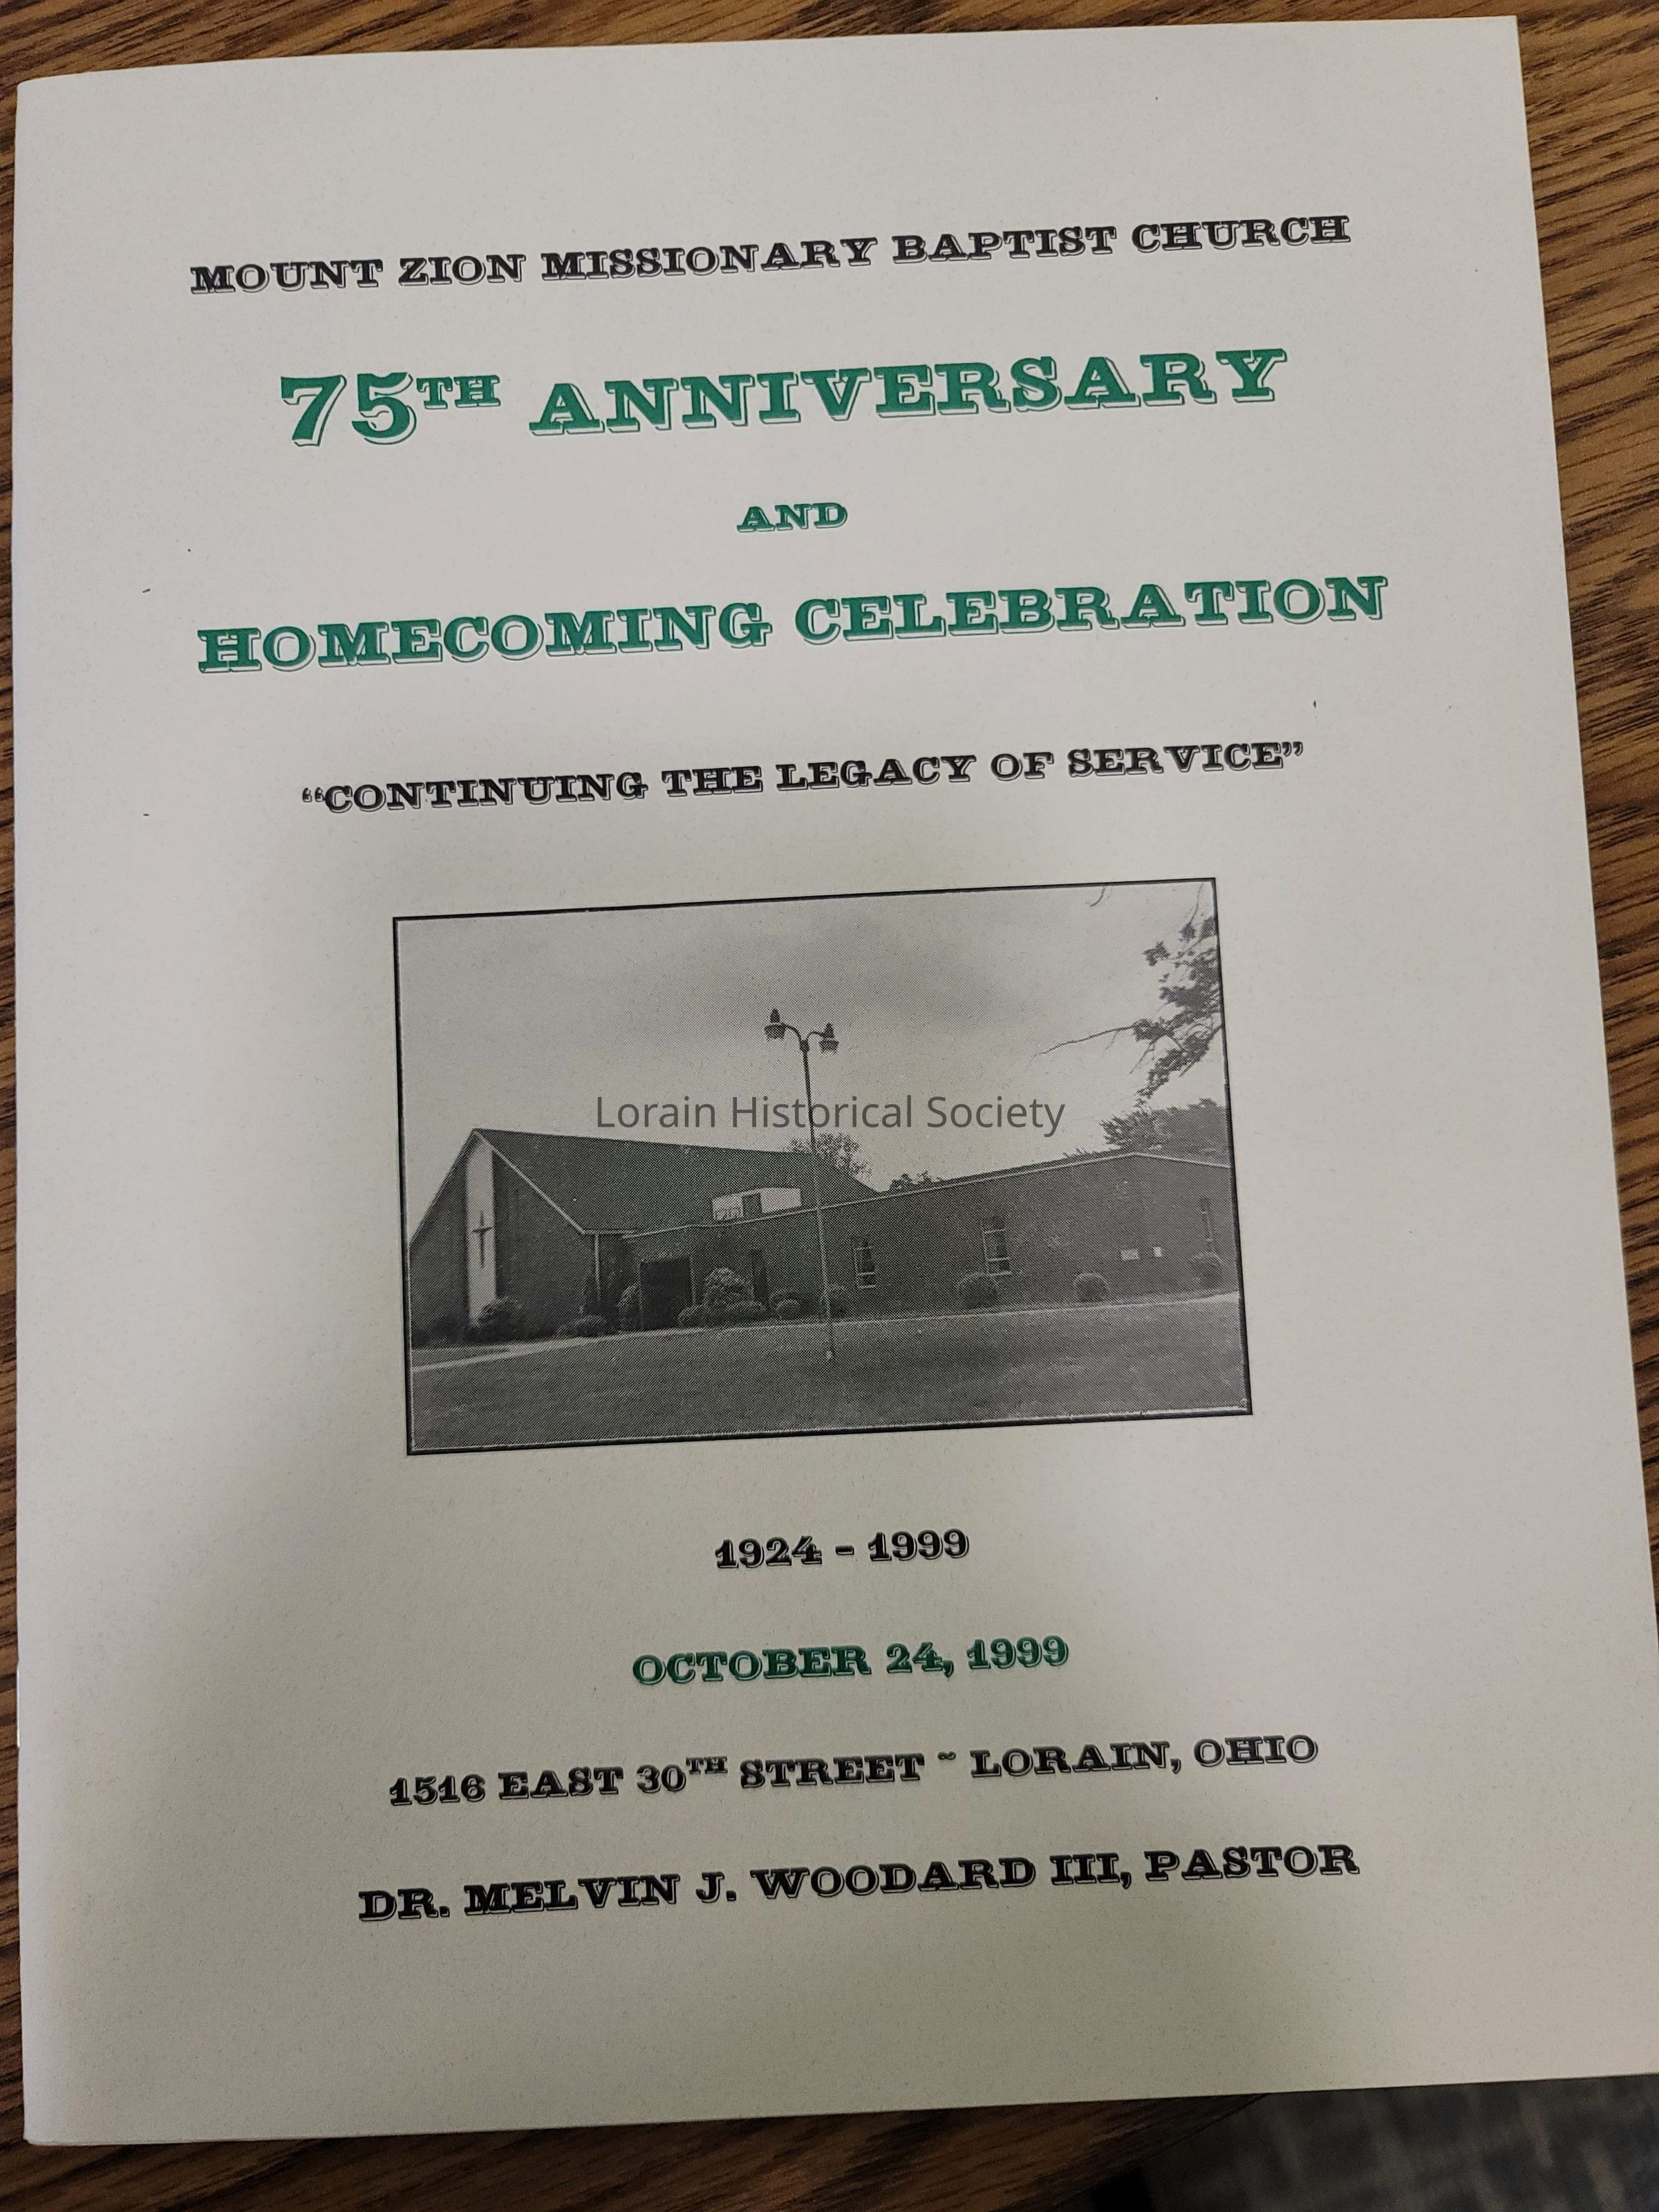 MOUNT ZION MISSIONARY BAPTIST CHURCH
75TH ANNIVERSARY
AND
HOMECOMING CELEBRATION
“CONTINUING THE LEGACY OF SERVICE”
Lorain Historical Society
1924 - 1999
OCTOBER 24, 1999
1516 EAST 30TH STREET ~ LORAIN, OHIO
DR. MELVIN J. WOODARD III, PASTOR